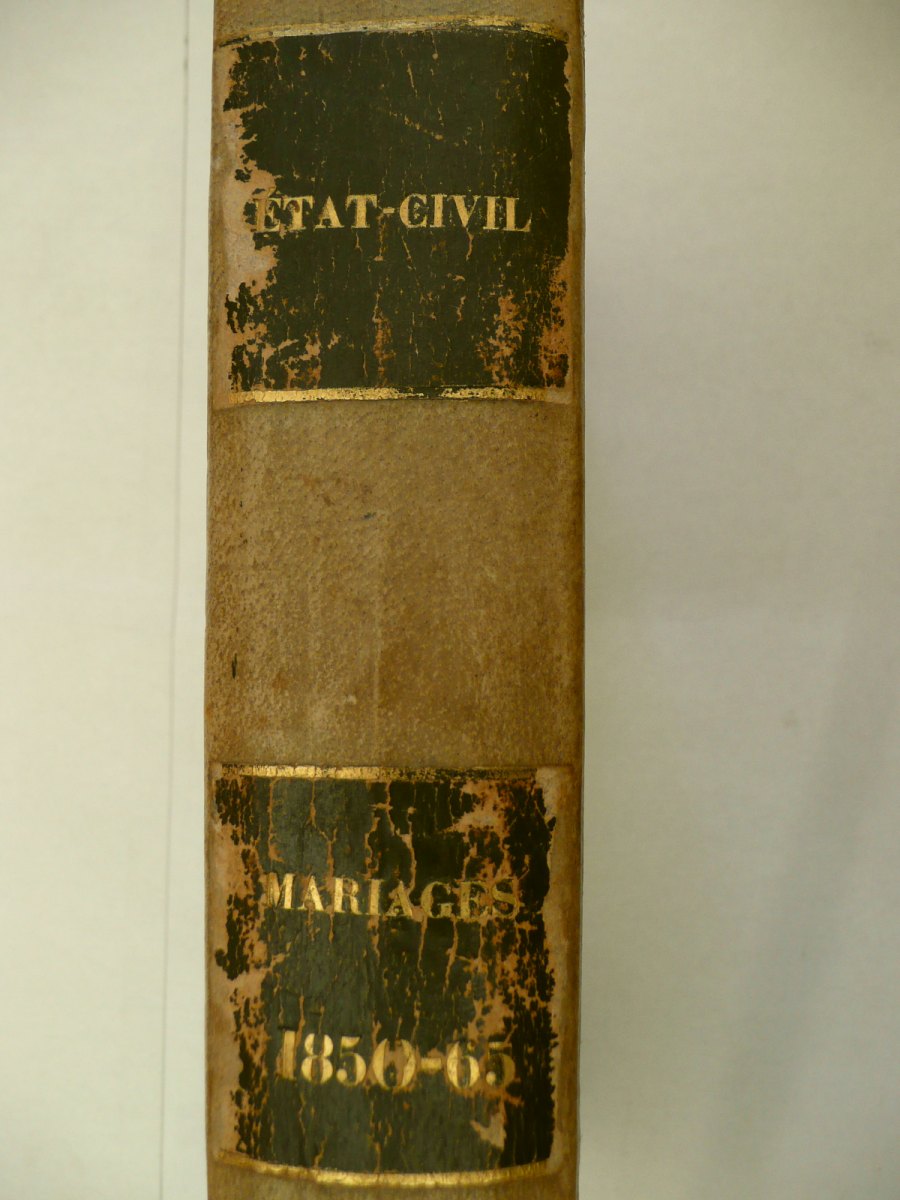 ÉTAT-CIVIL
MARIAGES
1850-65